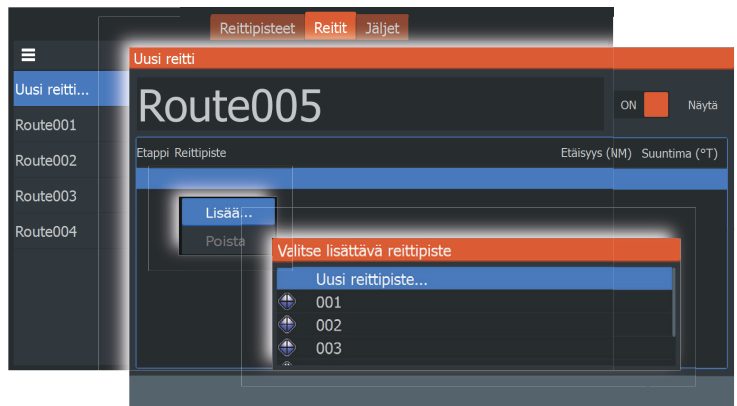 Reittipisteet Reitit Jäljet
Uusi reitti
Uusi reitti...
Route005
ON Näytä
Route001
Route002
Route003
Route004
Etappi Reittipiste Etäisyys (NM) Suuntima (°T)
Lisää...
Poista
Valitse lisättävä reittipiste
Uusi reittipiste...
001
002
003